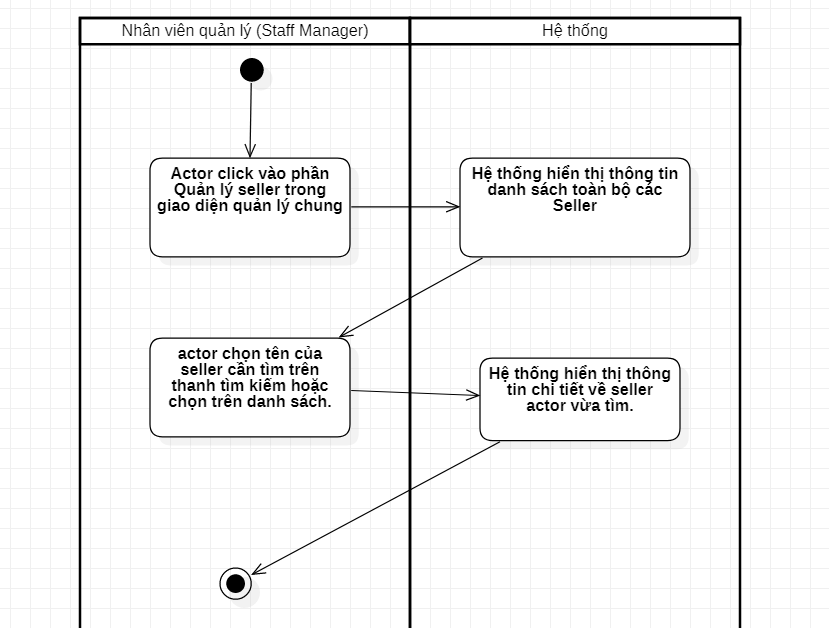 Nhân viên quản lý (Staff Manager)
Hệ thống
Actor click vào phần
Quản lý seller trong
giao diện quản lý chung
Hệ thống hiển thị thông tin
danh sách toàn bộ các
Seller
actor chọn tên của
seller cần tìm trên
thanh tìm kiếm hoặc
chọn trên danh sách.
Hệ thống hiển thị thông
tin chi tiết về seller
actor vừa tìm.